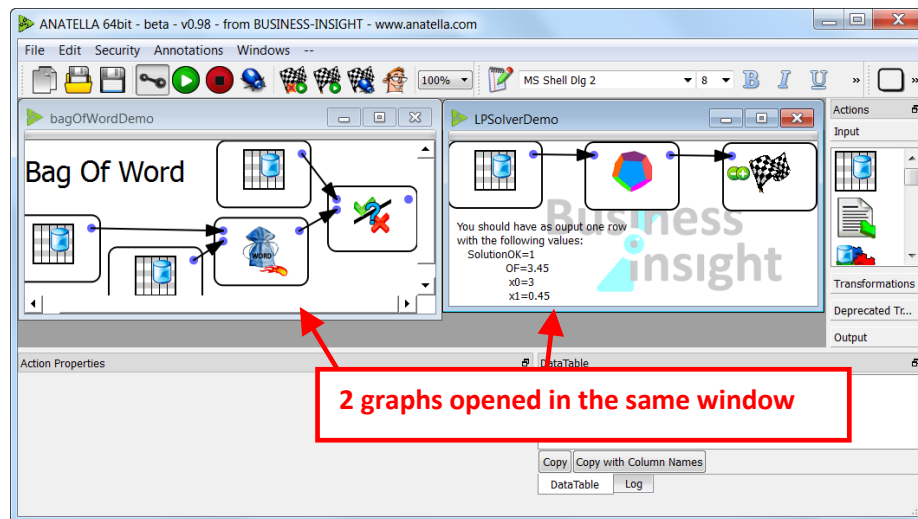 ANATELLA 64bit - beta - v0.98 - from BUSINESS-INSIGHT - www.anatella.com
File Edit Security Annotations Windows --
100% MS Shell Dlg 2 8 B I U » »
bagOfWordDemo
Bag Of Word
WORD
LPSolverDemo
Business
insight
You should have as ouput one row
with the following values:
SolutionOK=1
OF=3.45
x0=3
x1=0.45
Actions
Input
Transformations
Deprecated Tr...
Output
Action Properties
DataTable
2 graphs opened in the same window
Copy Copy with Column Names
DataTable Log